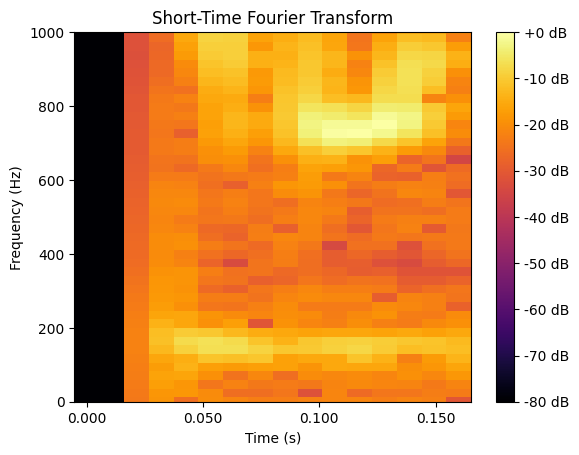 Short-Time Fourier Transform
1000
800
600
400
200
0
Frequency (Hz)
0.000
0.050
0.100
0.150
Time (s)
+0 dB
-10 dB
-20 dB
-30 dB
-40 dB
-50 dB
-60 dB
-70 dB
-80 dB